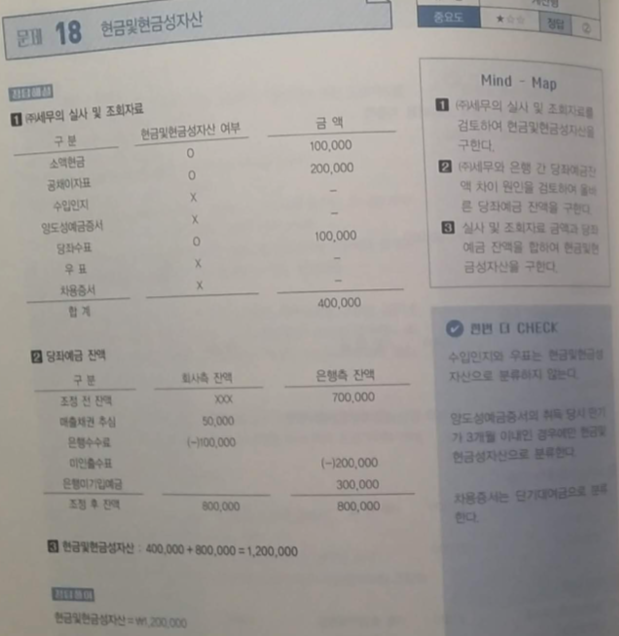 문제 18 현금및현금성자산
중요도 ★☆☆ 정답 ②
정답해설
1 ㈜세무의 실사 및 조회자료
구 분 현금및현금성자산 여부 금 액
소액현금 O 100,000
공채이자표 O 200,000
수입인지 X –
양도성예금증서 X –
당좌수표 O 100,000
우 표 X –
차용증서 X –
합 계 400,000
2 당좌예금 잔액
구 분 회사측 잔액 은행측 잔액
조정 전 잔액 XXX 700,000
매출채권 추심 50,000
은행수수료 (–)100,000
미인출수표 (–)200,000
은행미기입예금 300,000
조정 후 잔액 800,000 800,000
3 현금및현금성자산 : 400,000 + 800,000 = 1,200,000
현금및현금성자산 = ₩1,200,000
Mind - Map
1 ㈜세무의 실사 및 조회자료를
검토하여 현금및현금성자산을
구한다.
2 ㈜세무와 은행 간 당좌예금잔
액 차이 원인을 검토하여 올바
른 당좌예금 잔액을 구한다.
3 실사 및 조회자료 금액과 당좌
예금 잔액을 합하여 현금및현
금성자산을 구한다.
한번 더 CHECK
수입인지와 우표는 현금및현금성
자산으로 분류하지 않는다.
양도성예금증서의 취득 당시 만기
가 3개월 이내인 경우에만 현금및
현금성자산으로 분류한다.
차용증서는 단기대여금으로 분류
한다.